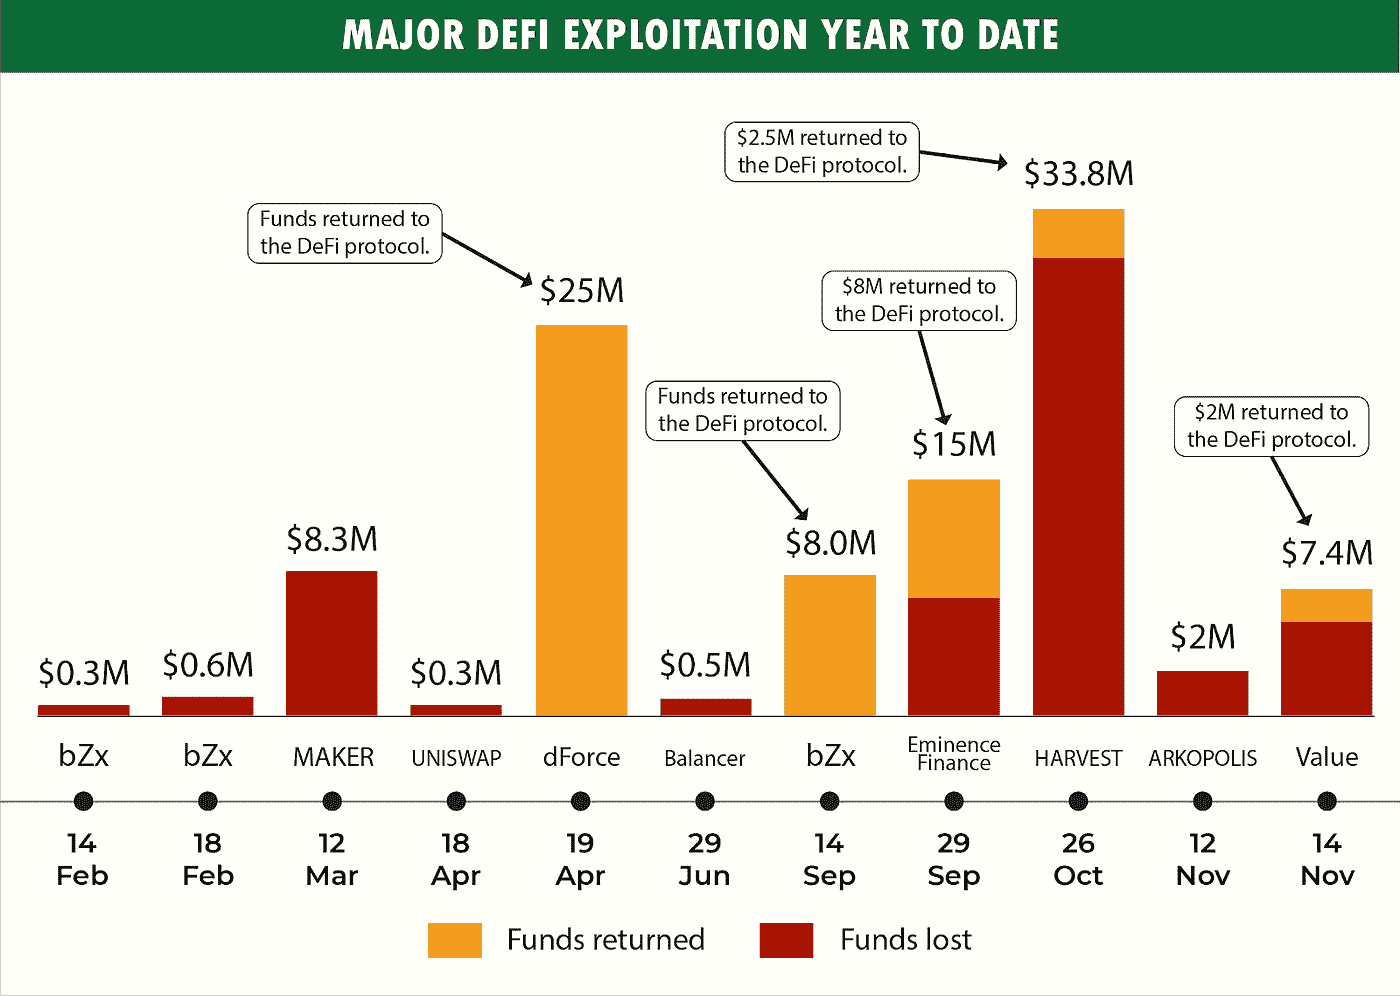 MAJOR DEFI EXPLOITATION YEAR TO DATE
$2.5M returned to
the DeFi protocol.
$33.8M
Funds returned to
the DeFi protocol.
$25M
$8M returned to
the DeFi protocol.
$15M
Funds returned to
the DeFi protocol.
$8.0M
$2M returned to
the DeFi protocol.
$7.4M
$8.3M
$0.3M
$0.6M
$0.3M
$0.5M
$2M
bZx
bZx
MAKER
UNISWAP
dForce
Balancer
bZx
Eminence
Finance
HARVEST
ARKOPOLIS
Value
14
Feb
18
Feb
12
Mar
18
Apr
19
Apr
29
Jun
14
Sep
29
Sep
26
Oct
12
Nov
14
Nov
Funds returned
Funds lost